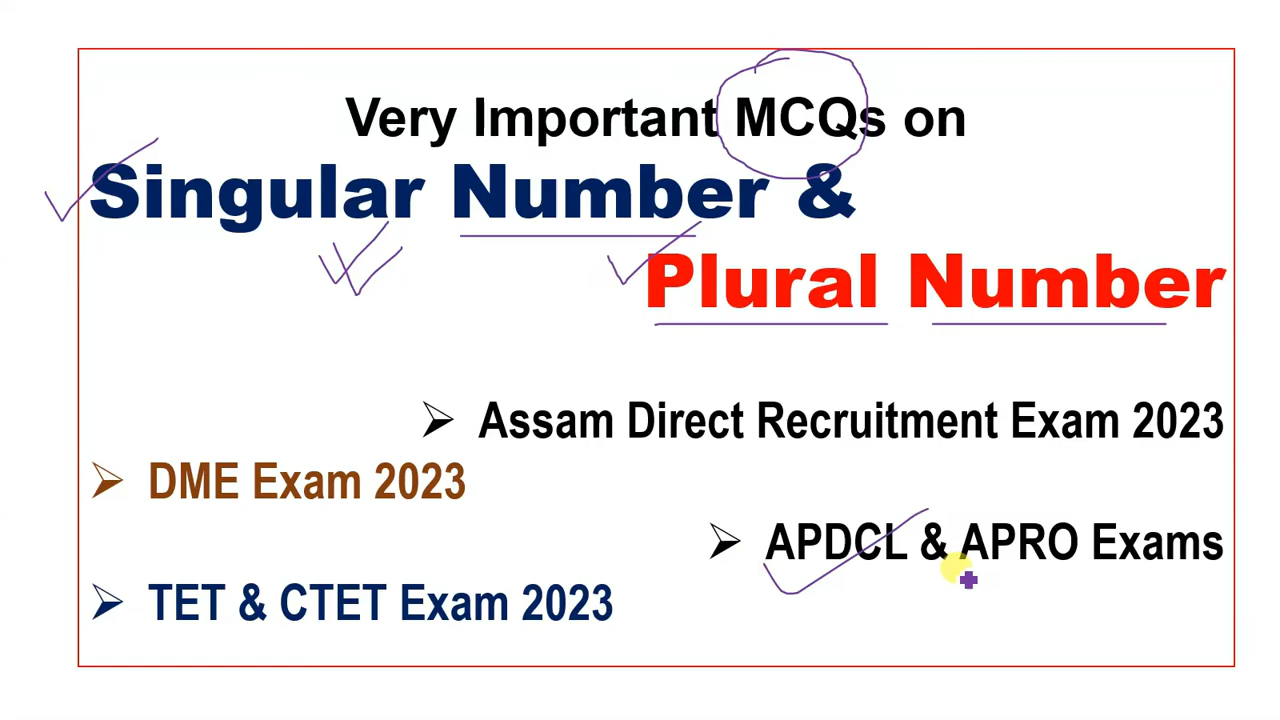 Very Important MCQs on
Singular Number &
Plural Number
➢ Assam Direct Recruitment Exam 2023
➢ DME Exam 2023
➢ APDCL & APRO Exams
➢ TET & CTET Exam 2023